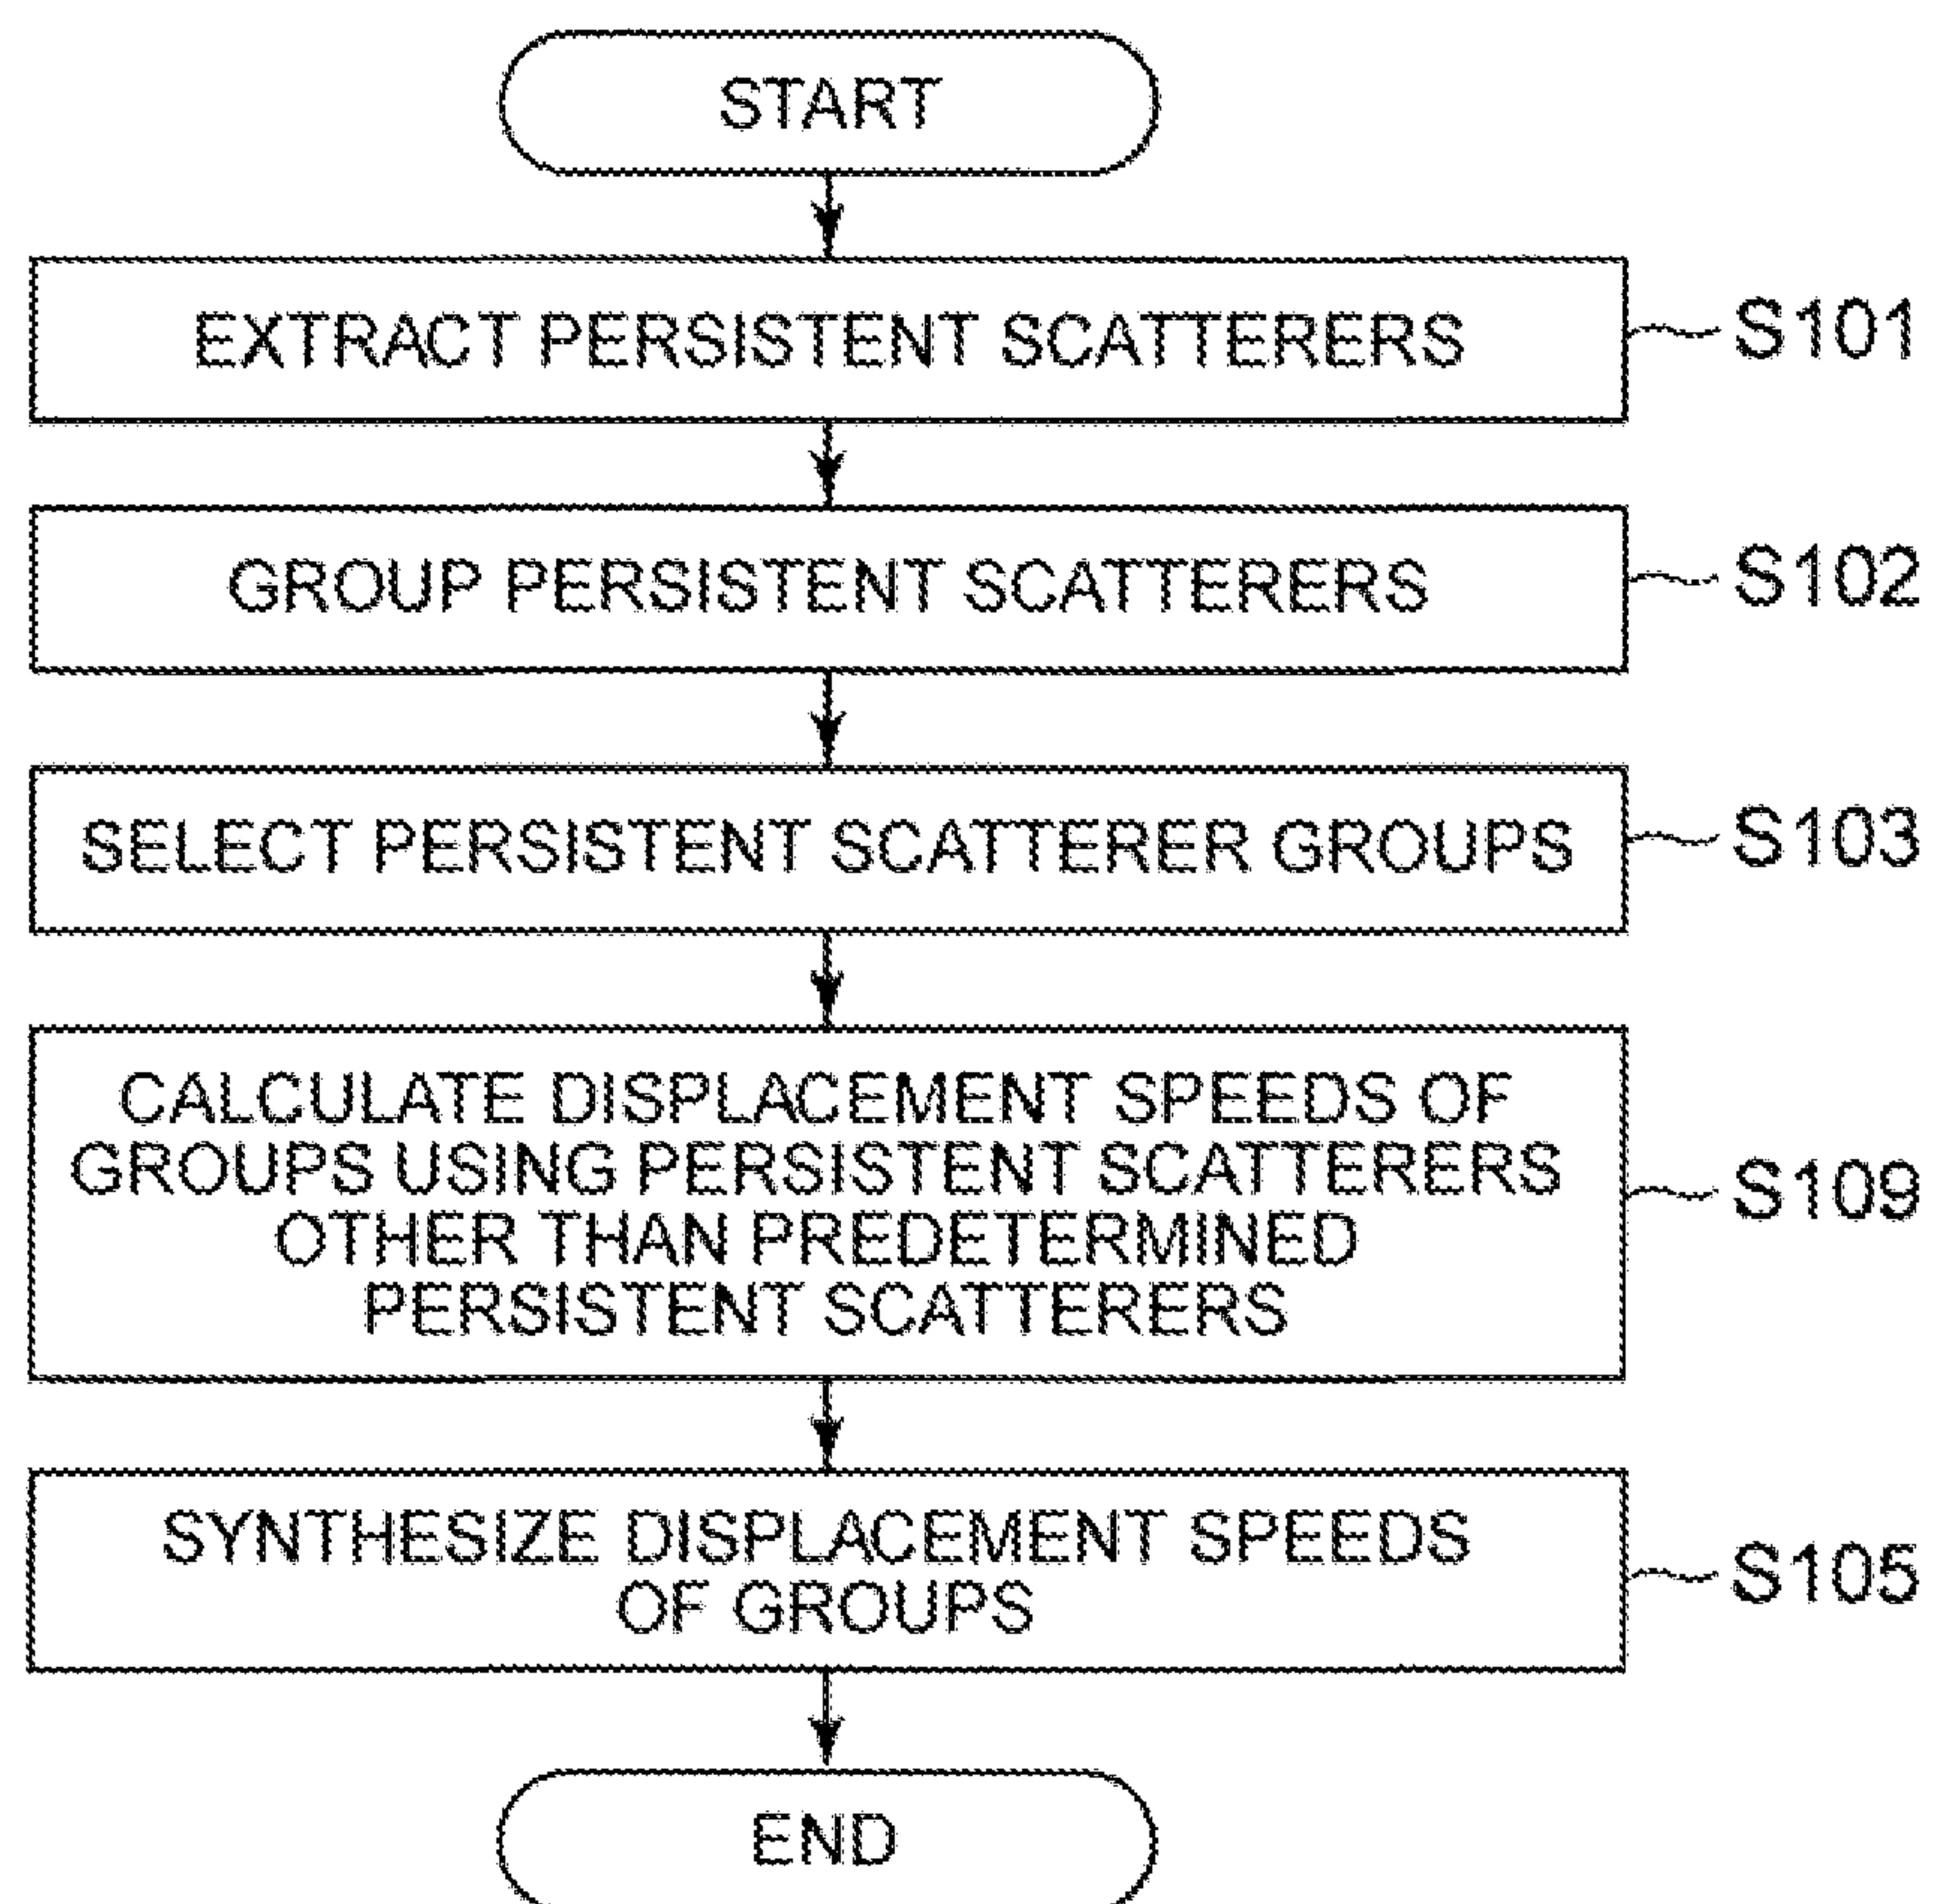 START
EXTRACT PERSISTENT SCATTERERS
S101
GROUP PERSISTENT SCATTERERS
S102
SELECT PERSISTENT SCATTERER GROUPS
S103
CALCULATE DISPLACEMENT SPEEDS OF
GROUPS USING PERSISTENT SCATTERERS
OTHER THAN PREDETERMINED
PERSISTENT SCATTERERS
S109
SYNTHESIZE DISPLACEMENT SPEEDS
OF GROUPS
S105
END